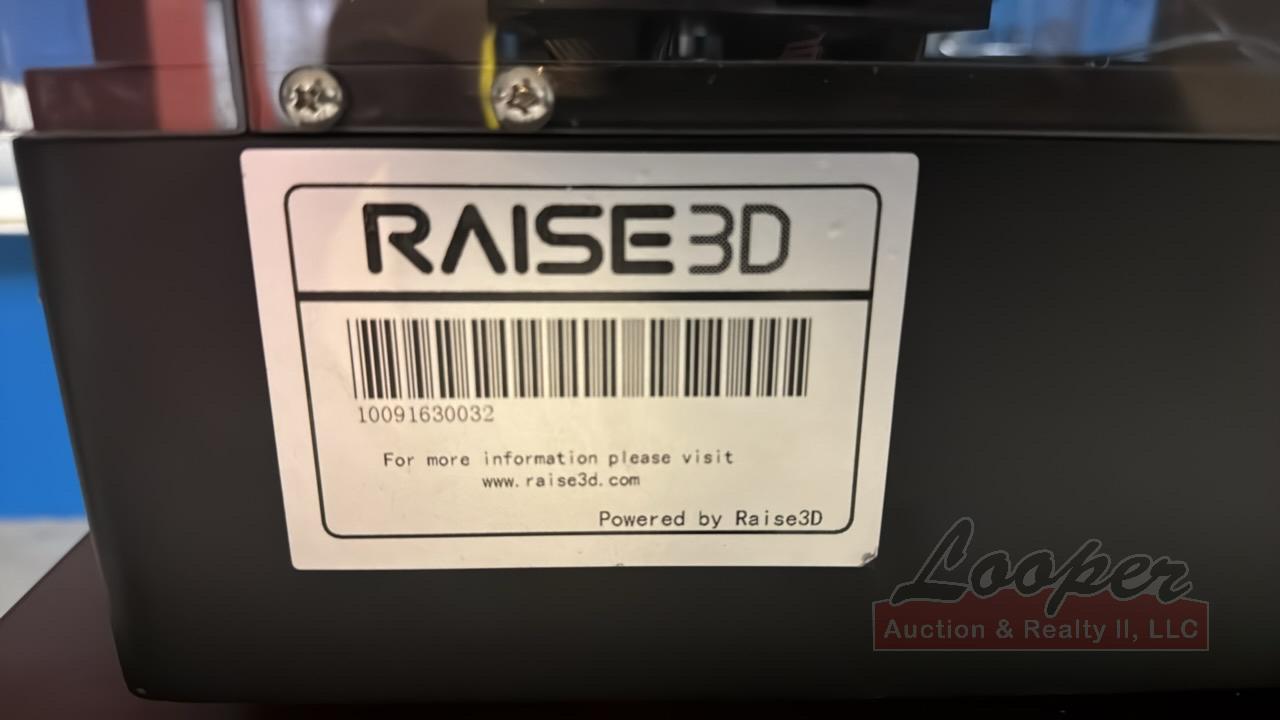 RAISE3D
10091630032
For more information please visit
www.raise3d.com
Powered by Raise3D
Looper
Auction & Realty II, LLC